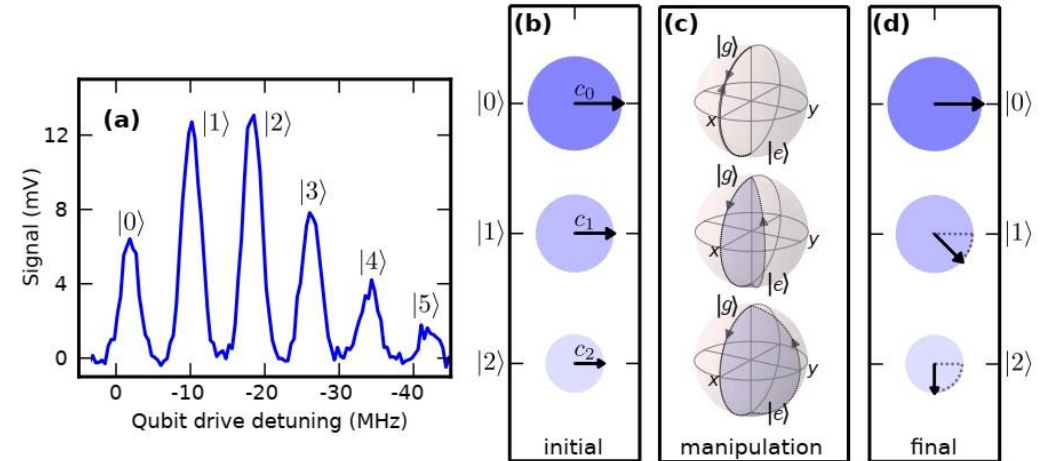 (a)
|0⟩
|1⟩
|2⟩
|3⟩
|4⟩
|5⟩
12
8
4
0
Signal (mV)
0
-10
-20
-30
-40
Qubit drive detuning (MHz)
(b)
|0⟩
c0
|1⟩
c1
|2⟩
c2
initial
(c)
|g⟩
x
y
|e⟩
|g⟩
x
y
|e⟩
|g⟩
x
y
|e⟩
manipulation
(d)
|0⟩
|1⟩
|2⟩
final